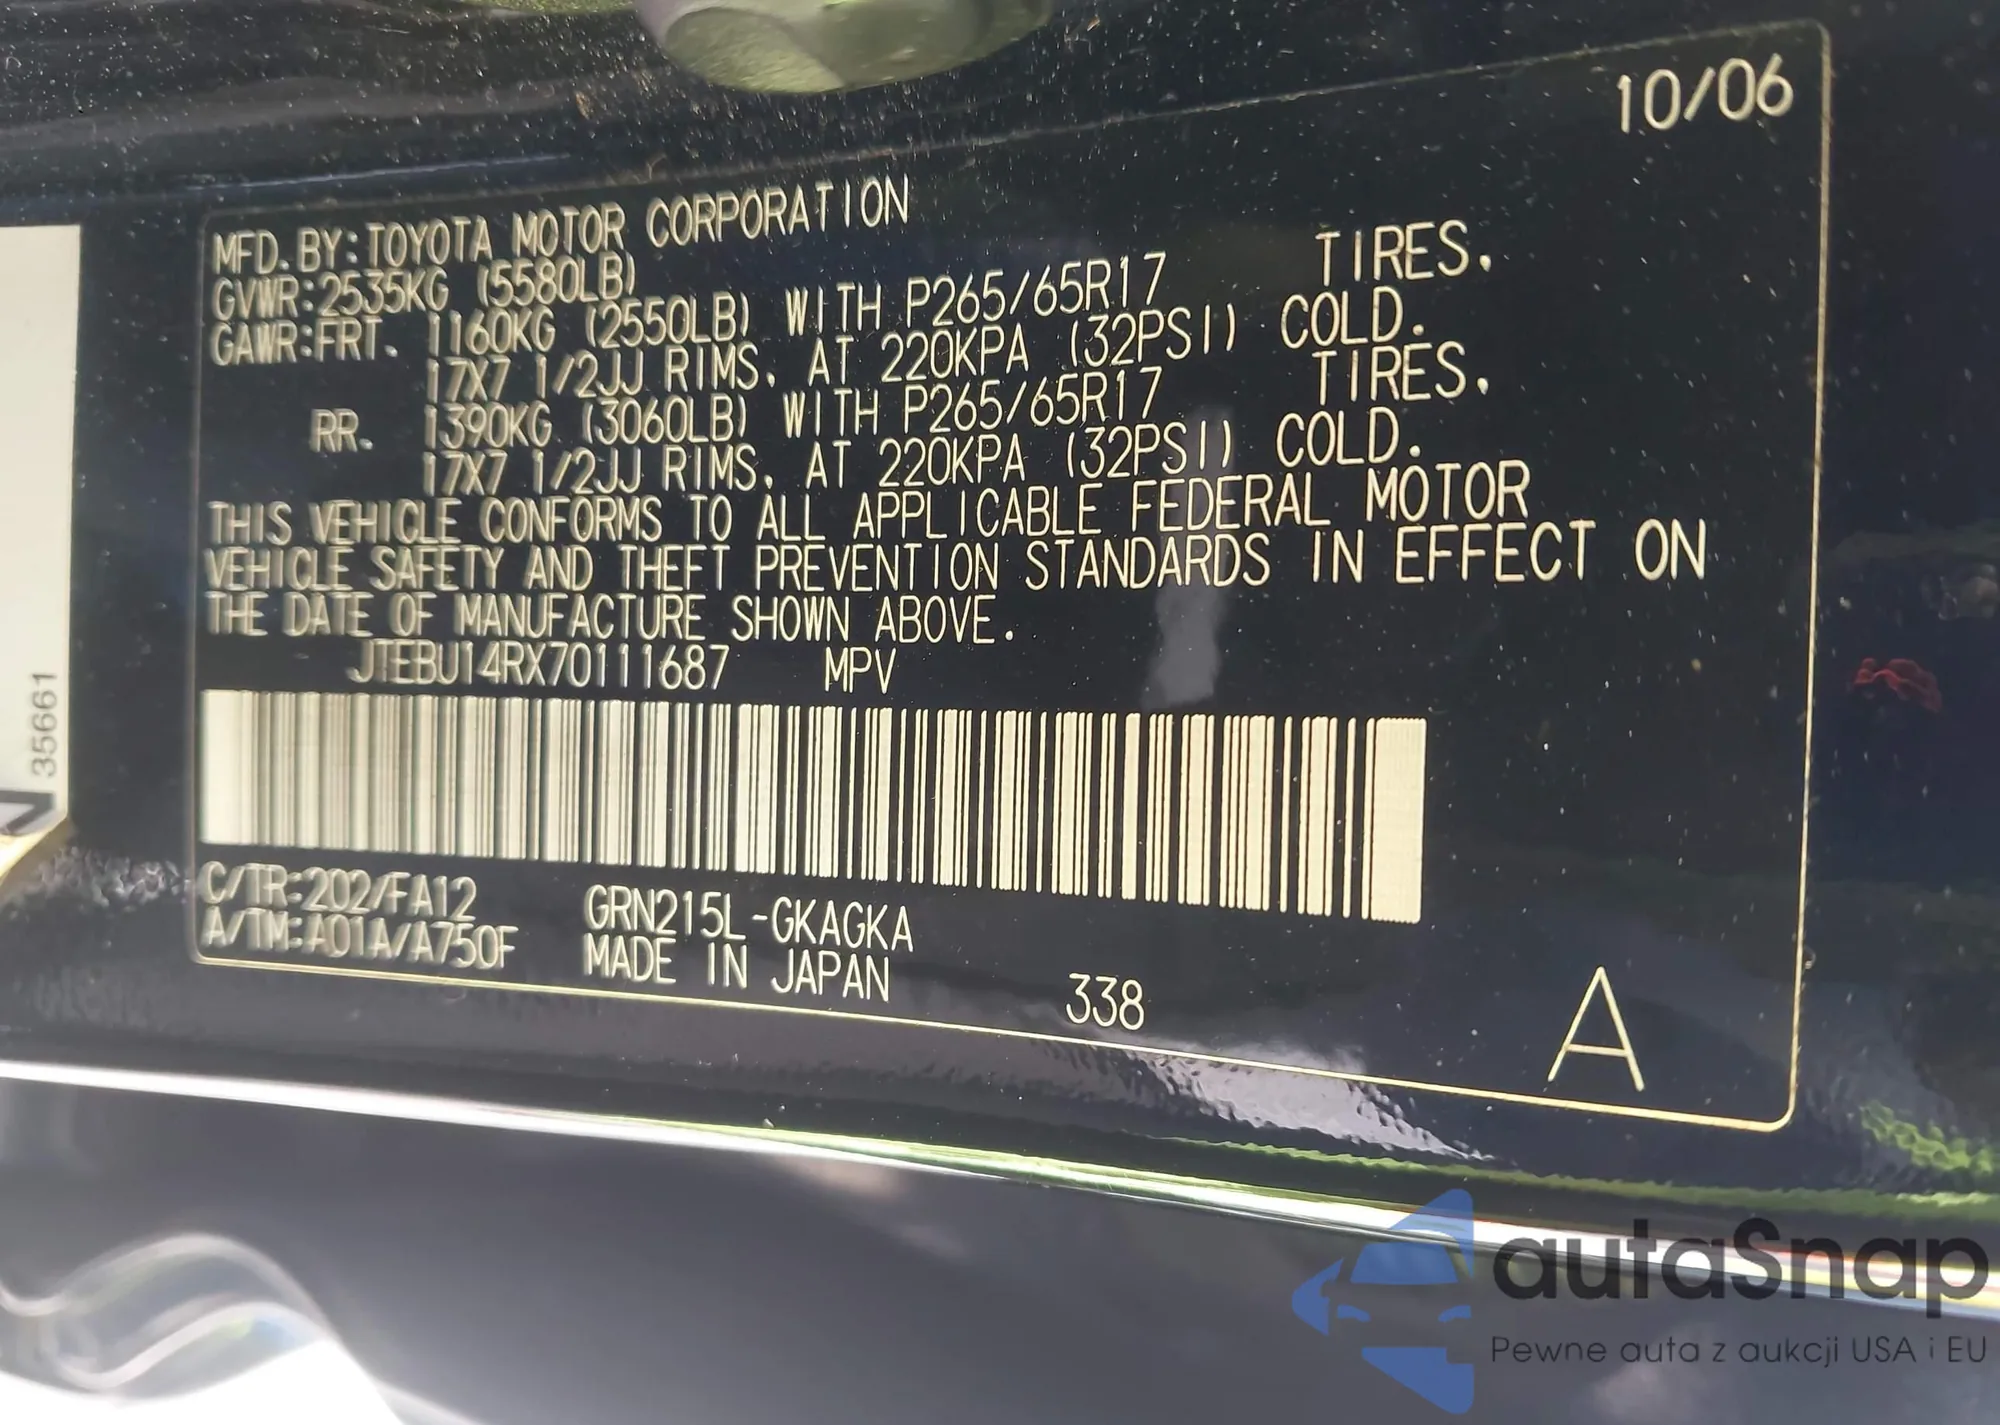 10/06
MFD. BY: TOYOTA MOTOR CORPORATION
GVWR: 2535KG (5580LB)
GAWR: FRT. 1160KG (2550LB) WITH P265/65R17 TIRES,
17X7 1/2JJ RIMS, AT 220KPA (32PSI) COLD.
RR. 1390KG (3060LB) WITH P265/65R17 TIRES,
17X7 1/2JJ RIMS, AT 220KPA (32PSI) COLD.
THIS VEHICLE CONFORMS TO ALL APPLICABLE FEDERAL MOTOR
VEHICLE SAFETY AND THEFT PREVENTION STANDARDS IN EFFECT ON
THE DATE OF MANUFACTURE SHOWN ABOVE.
JTEBU14RX70111687 MPV
C/TR: 202/FA12 GRN215L-GKAGKA
A/TM: A01A/A750F MADE IN JAPAN
338
A
35661
autaSnap
Pewne auta z aukcji USA i EU